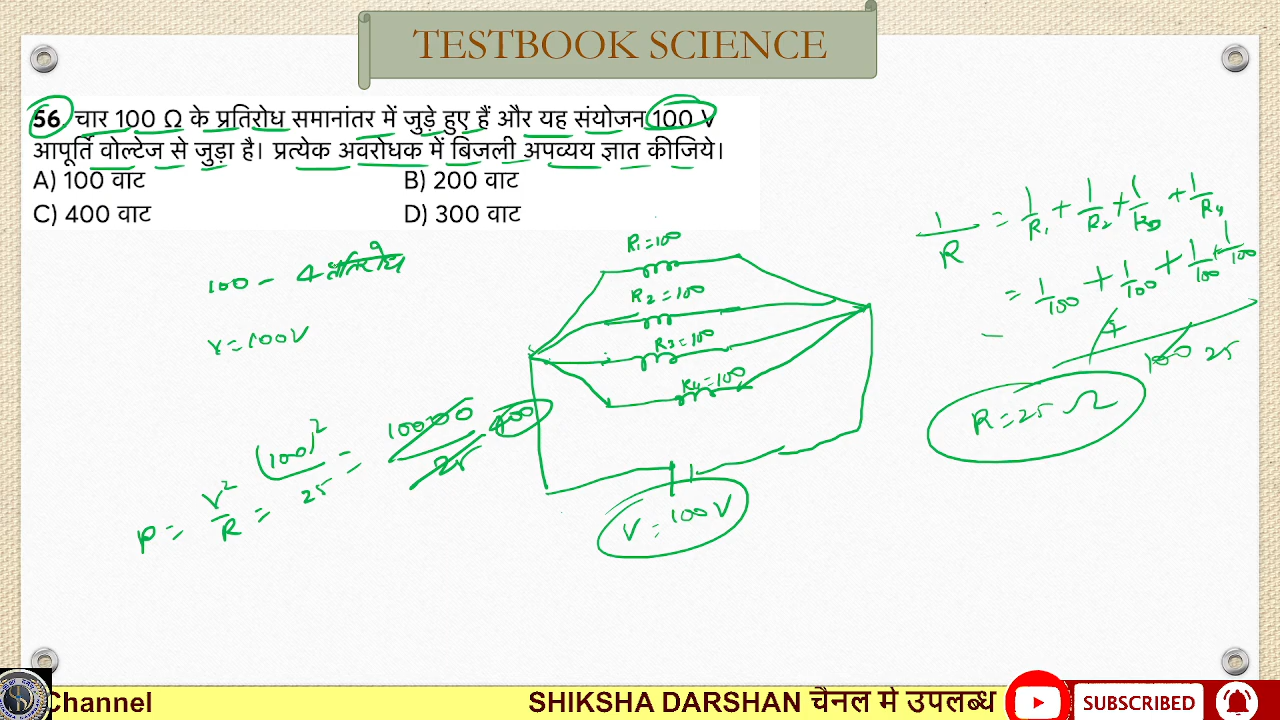 TESTBOOK SCIENCE
56. चार 100 Ω के प्रतिरोध समानांतर में जुड़े हुए हैं और यह संयोजन 100 V
आपूर्ति वोल्टेज से जुड़ा है। प्रत्येक अवरोधक में बिजली अपव्यय ज्ञात कीजिये।
A) 100 वाट B) 200 वाट
C) 400 वाट D) 300 वाट
100 - 4
V=100V
R1=100
R2=100
R3=100
R4=100
V=100V
P = V²/R = (100)²/25 = 10000/25 400
1/R = 1/R1 + 1/R2 + 1/R3 + 1/R4
= 1/100 + 1/100 + 1/100 + 1/100
4/100 25
R=25 Ω
Channel SHIKSHA DARSHAN चैनल में उपलब्ध SUBSCRIBED